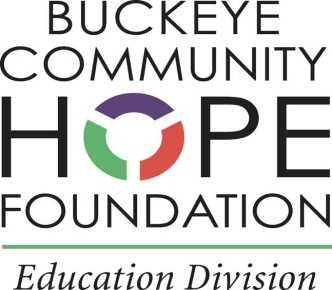 BUCKEYE
COMMUNITY
HOPE
FOUNDATION
Education Division